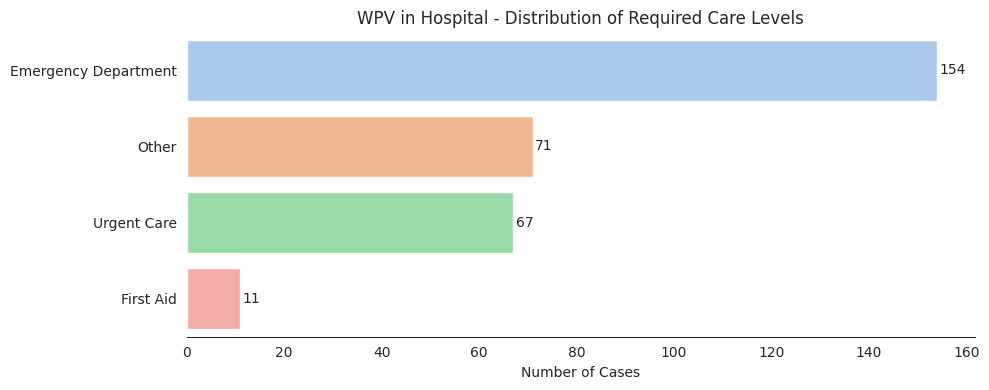 WPV in Hospital - Distribution of Required Care Levels
Emergency Department
154
Other
71
Urgent Care
67
First Aid
11
0 20 40 60 80 100 120 140 160
Number of Cases